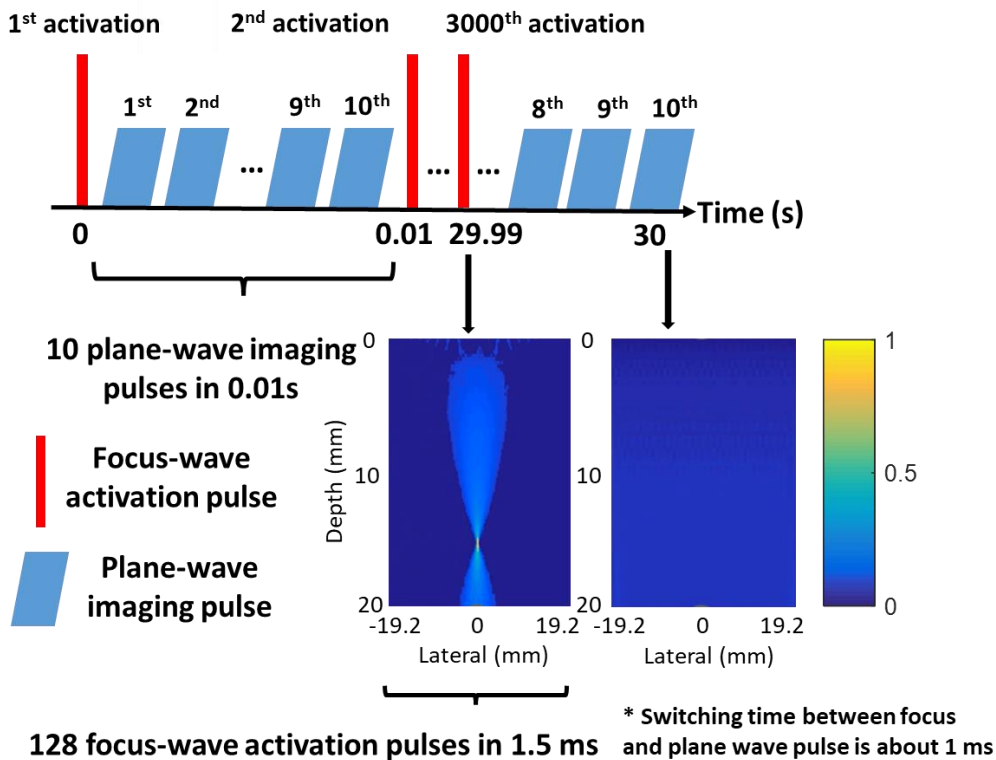 1st activation
2nd activation
3000th activation
1st
2nd
9th
10th
8th
9th
10th
...
...
...
Time (s)
0
0.01
29.99
30
10 plane-wave imaging
pulses in 0.01s
Focus-wave
activation pulse
Plane-wave
imaging pulse
Depth (mm)
0
10
20
-19.2
0
19.2
Lateral (mm)
0
10
20
-19.2
0
19.2
Lateral (mm)
1
0.5
0
128 focus-wave activation pulses in 1.5 ms
* Switching time between focus
and plane wave pulse is about 1 ms